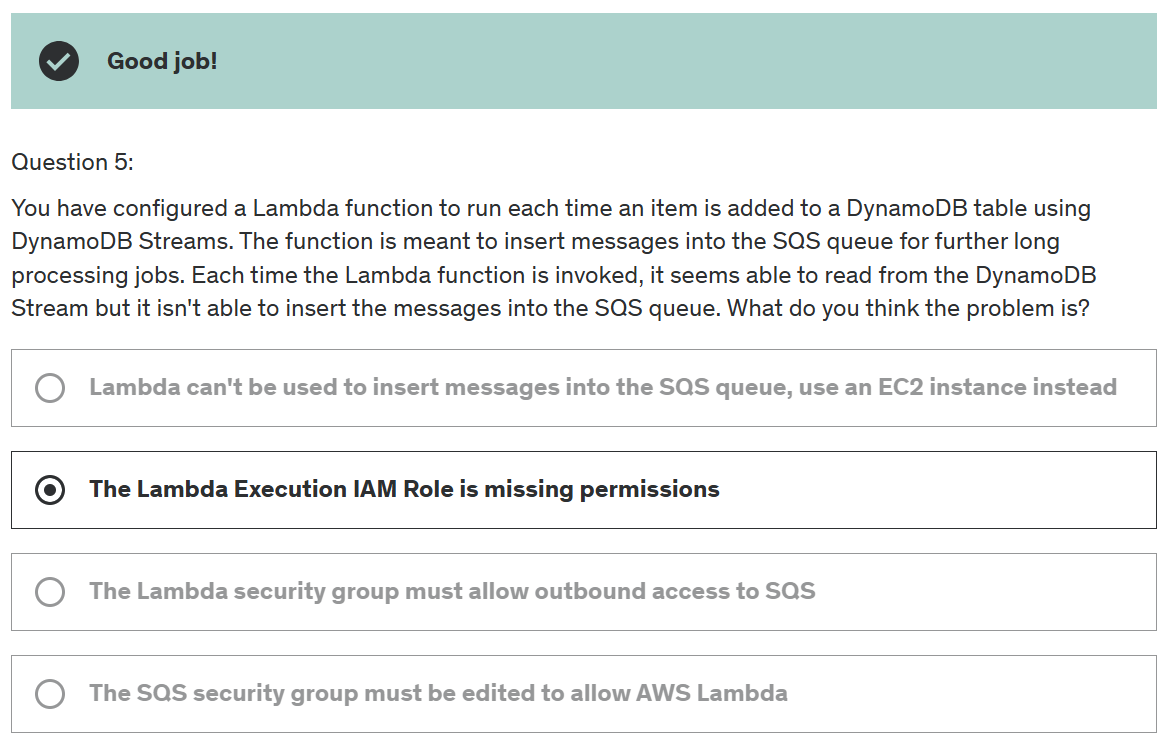 Good job!
Question 5:
You have configured a Lambda function to run each time an item is added to a DynamoDB table using
DynamoDB Streams. The function is meant to insert messages into the SQS queue for further long
processing jobs. Each time the Lambda function is invoked, it seems able to read from the DynamoDB
Stream but it isn't able to insert the messages into the SQS queue. What do you think the problem is?
Lambda can't be used to insert messages into the SQS queue, use an EC2 instance instead
The Lambda Execution IAM Role is missing permissions
The Lambda security group must allow outbound access to SQS
The SQS security group must be edited to allow AWS Lambda